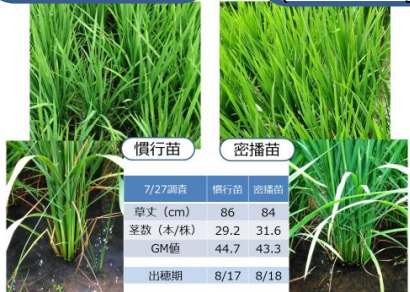 慣行苗
密播苗
7/27調査 慣行苗 密播苗
草丈（cm） 86 84
茎数（本/株） 29.2 31.6
GM値 44.7 43.3
出穂期 8/17 8/18